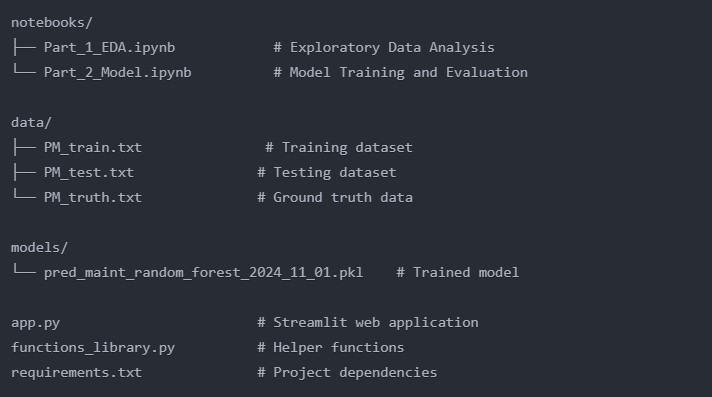 notebooks/
├── Part_1_EDA.ipynb            # Exploratory Data Analysis
└── Part_2_Model.ipynb          # Model Training and Evaluation

data/
├── PM_train.txt               # Training dataset
├── PM_test.txt               # Testing dataset
└── PM_truth.txt              # Ground truth data

models/
└── pred_maint_random_forest_2024_11_01.pkl    # Trained model

app.py                        # Streamlit web application
functions_library.py          # Helper functions
requirements.txt              # Project dependencies